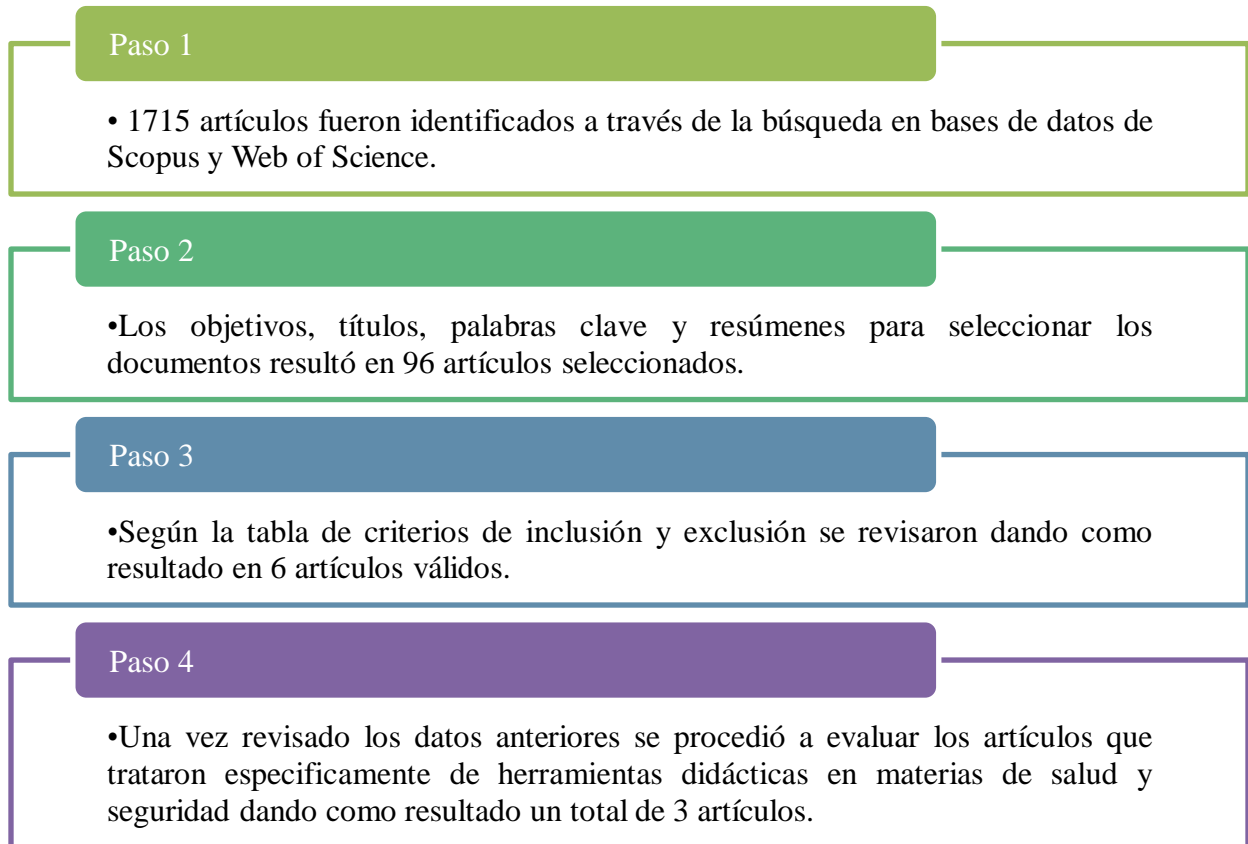 Paso 1
• 1715 artículos fueron identificados a través de la búsqueda en bases de datos de
Scopus y Web of Science.
Paso 2
•Los objetivos, títulos, palabras clave y resúmenes para seleccionar los
documentos resultó en 96 artículos seleccionados.
Paso 3
•Según la tabla de criterios de inclusión y exclusión se revisaron dando como
resultado en 6 artículos válidos.
Paso 4
•Una vez revisado los datos anteriores se procedió a evaluar los artículos que
trataron especificamente de herramientas didácticas en materias de salud y
seguridad dando como resultado un total de 3 artículos.